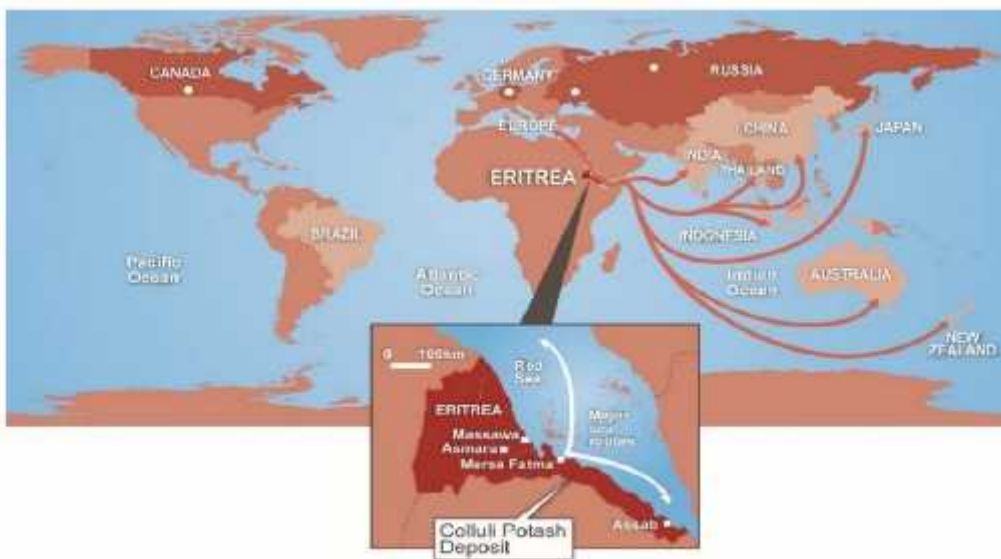 CANADA
GERMANY
RUSSIA
EUROPE
CHINA
JAPAN
INDIA
THAILAND
ERITREA
BRAZIL
INDONESIA
Pacific
Ocean
Atlantic
Ocean
Indian
Ocean
AUSTRALIA
NEW
ZEALAND
0 100km
Red
Sea
ERITREA
Major
sea
routes
Massawa
Asmara
Mersa Fatma
Assab
Colluli Potash
Deposit